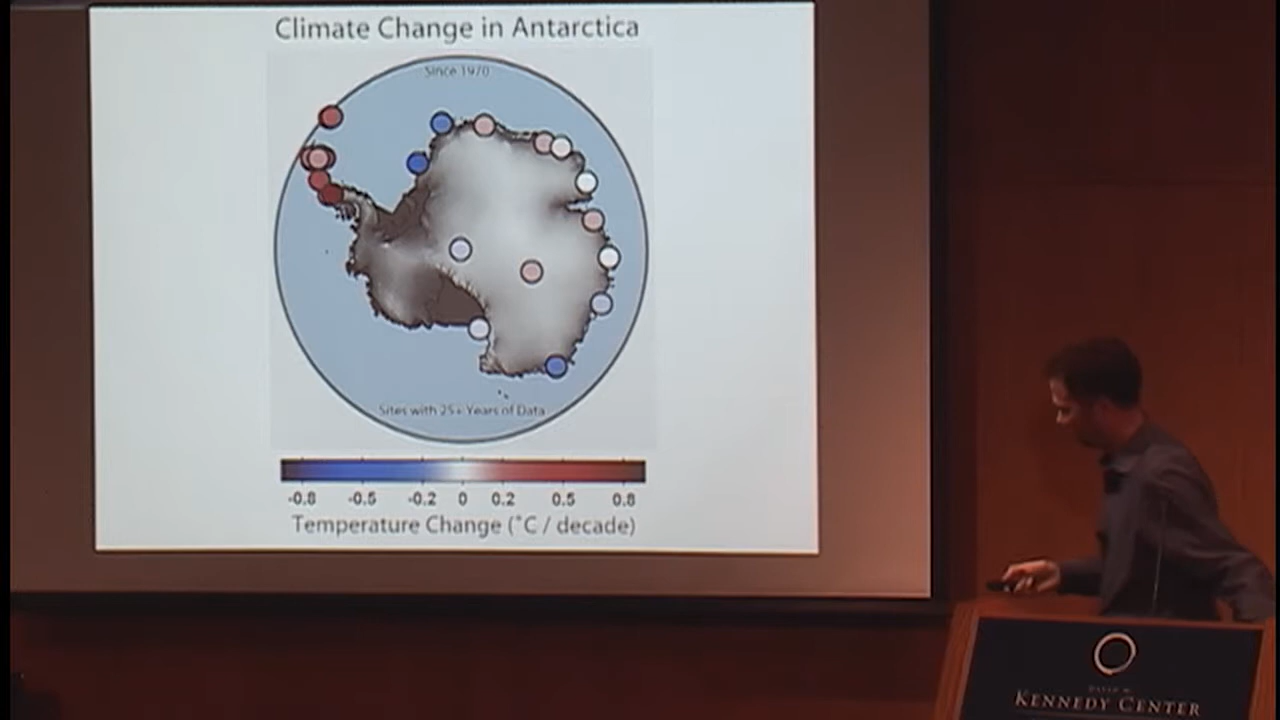 Climate Change in Antarctica
Since 1970
Sites with 25+ Years of Data
-0.8 -0.5 -0.2 0 0.2 0.5 0.8
Temperature Change (˚C / decade)
KENNEDY CENTER